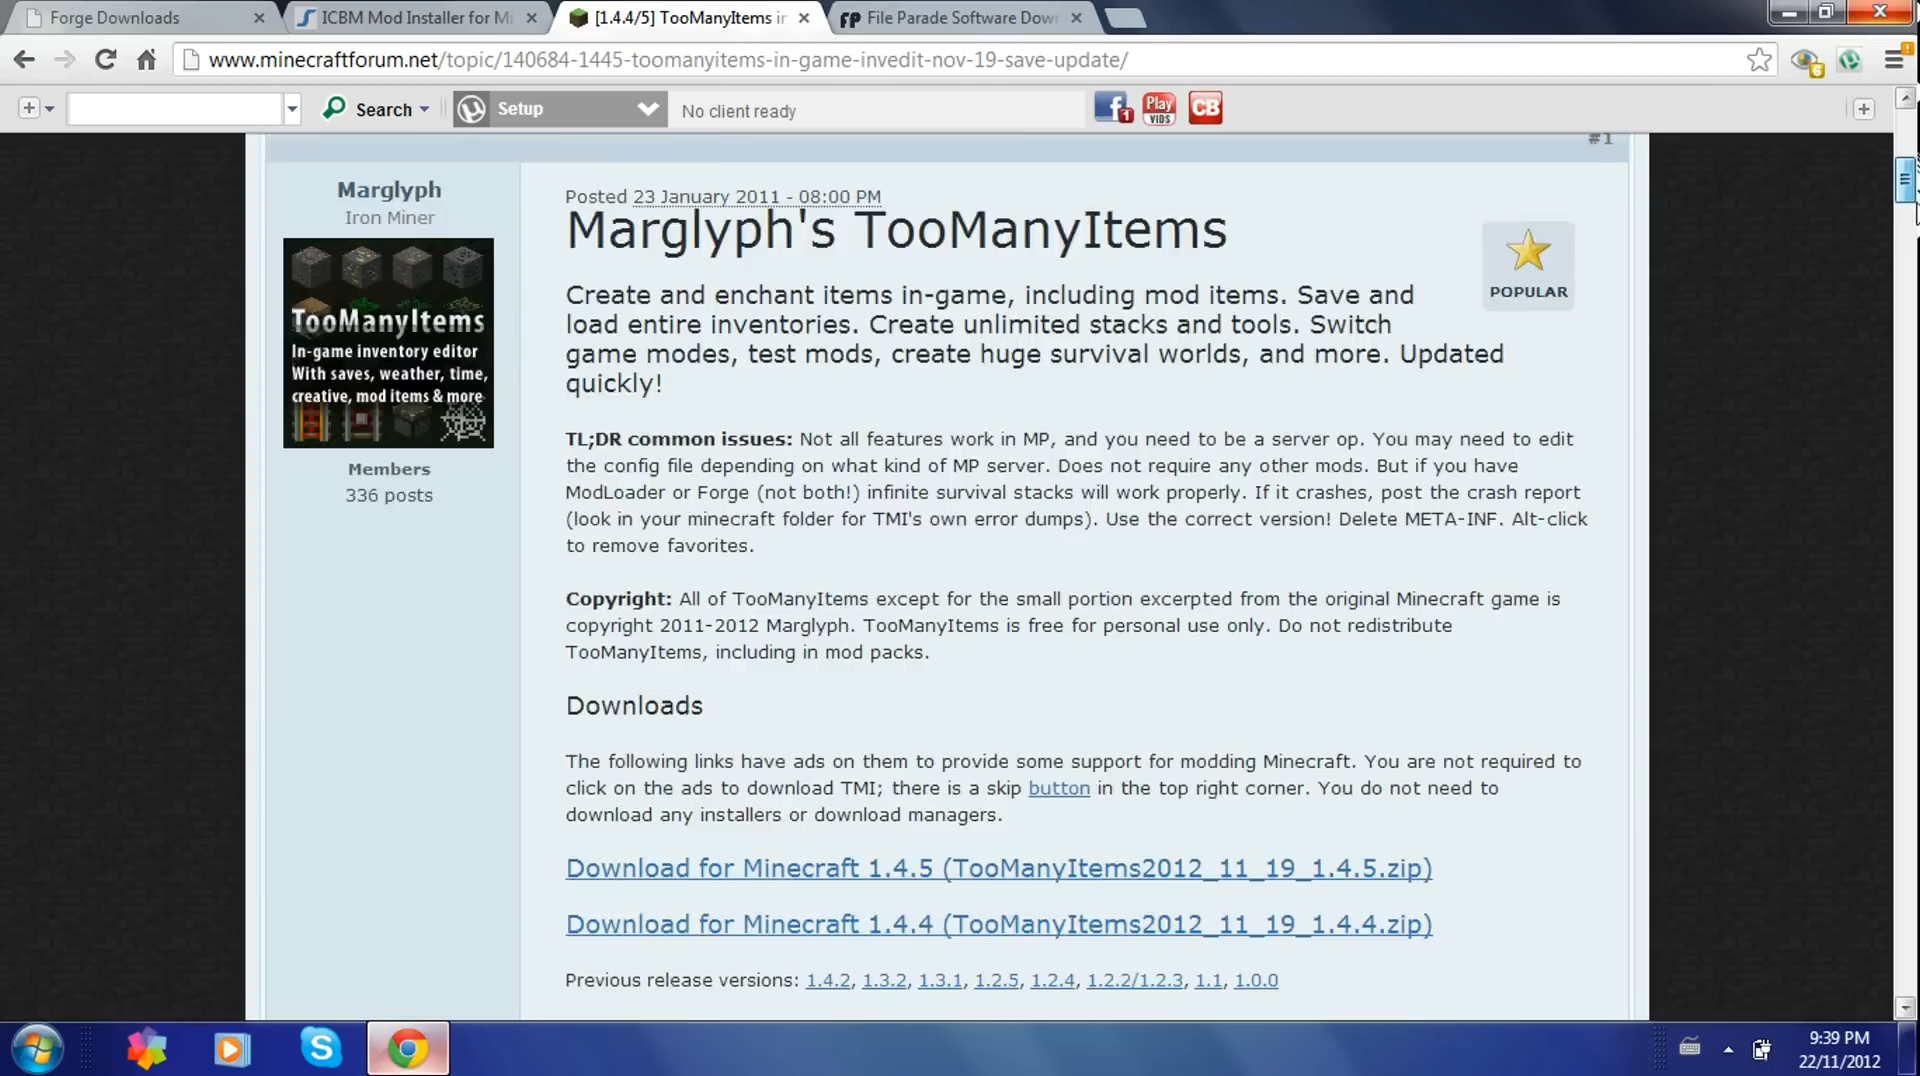 Forge Downloads
ICBM Mod Installer for Mi
[1.4.4/5] TooManyItems in
FP File Parade Software Dow
www.minecraftforum.net/topic/140684-1445-toomanyitems-in-game-invedit-nov-19-save-update/
6
Search
Setup
No client ready
1
Play VIDS
CB
#1
Marglyph
Iron Miner
TooManyItems
In-game inventory editor
With saves, weather, time,
creative, mod items & more
Members
336 posts
Posted 23 January 2011 - 08:00 PM
Marglyph's TooManyItems
POPULAR
Create and enchant items in-game, including mod items. Save and
load entire inventories. Create unlimited stacks and tools. Switch
game modes, test mods, create huge survival worlds, and more. Updated
quickly!
TL;DR common issues: Not all features work in MP, and you need to be a server op. You may need to edit
the config file depending on what kind of MP server. Does not require any other mods. But if you have
ModLoader or Forge (not both!) infinite survival stacks will work properly. If it crashes, post the crash report
(look in your minecraft folder for TMI's own error dumps). Use the correct version! Delete META-INF. Alt-click
to remove favorites.
Copyright: All of TooManyItems except for the small portion excerpted from the original Minecraft game is
copyright 2011-2012 Marglyph. TooManyItems is free for personal use only. Do not redistribute
TooManyItems, including in mod packs.
Downloads
The following links have ads on them to provide some support for modding Minecraft. You are not required to
click on the ads to download TMI; there is a skip button in the top right corner. You do not need to
download any installers or download managers.
Download for Minecraft 1.4.5 (TooManyItems2012_11_19_1.4.5.zip)
Download for Minecraft 1.4.4 (TooManyItems2012_11_19_1.4.4.zip)
Previous release versions: 1.4.2, 1.3.2, 1.3.1, 1.2.5, 1.2.4, 1.2.2/1.2.3, 1.1, 1.0.0
9:39 PM
22/11/2012